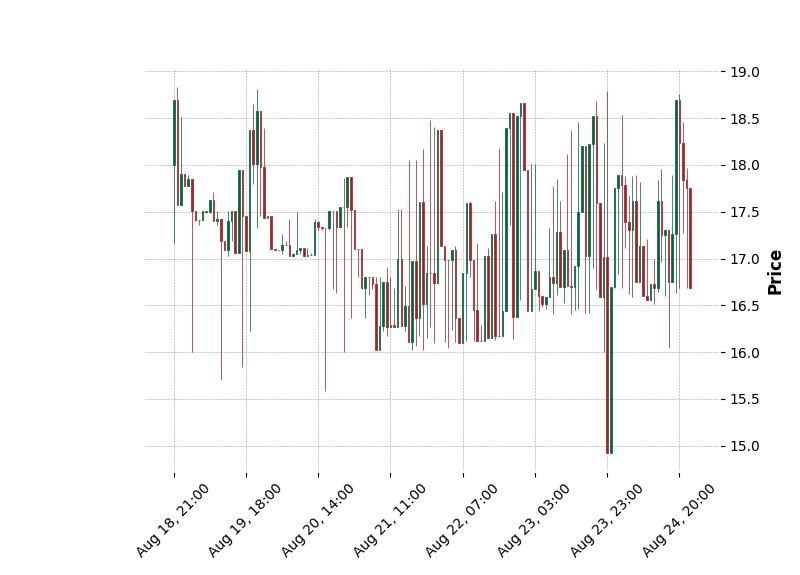 19.0
18.5
18.0
17.5
17.0
16.5
16.0
15.5
15.0
Price
Aug 18, 21:00
Aug 19, 18:00
Aug 20, 14:00
Aug 21, 11:00
Aug 22, 07:00
Aug 23, 03:00
Aug 23, 23:00
Aug 24, 20:00